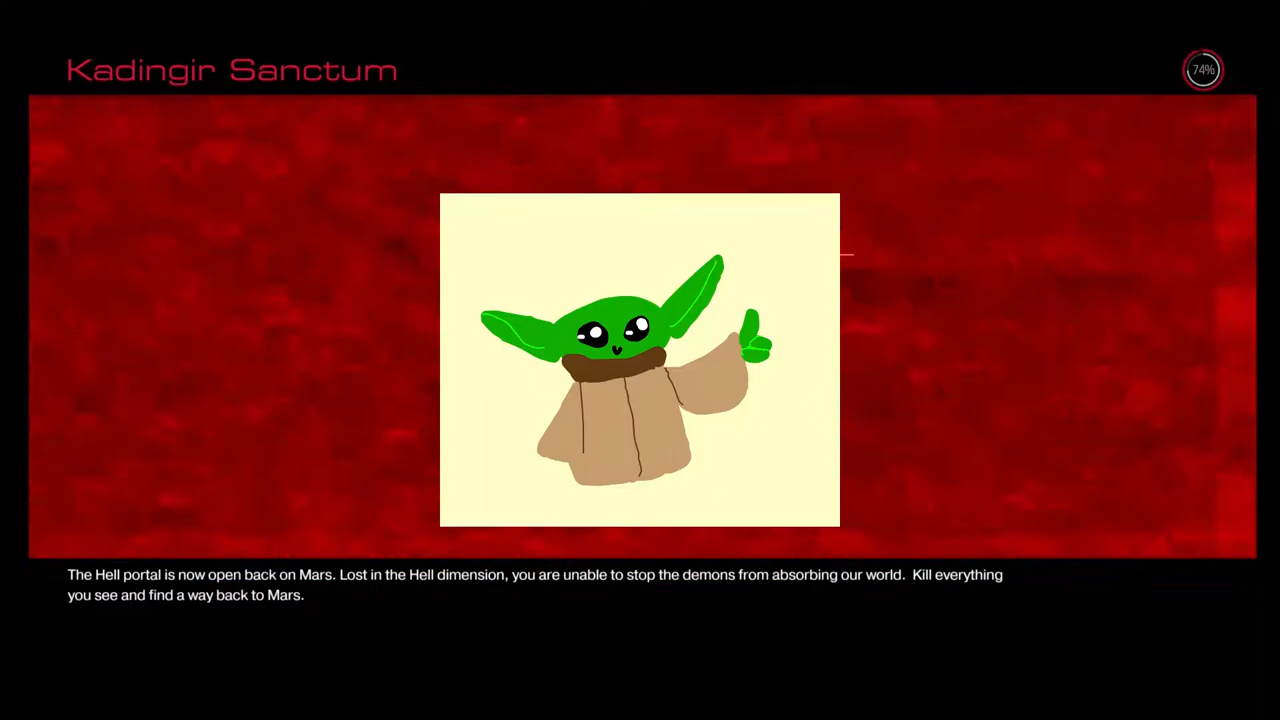 Kadingir Sanctum
74%
The Hell portal is now open back on Mars. Lost in the Hell dimension, you are unable to stop the demons from absorbing our world.  Kill everything
you see and find a way back to Mars.